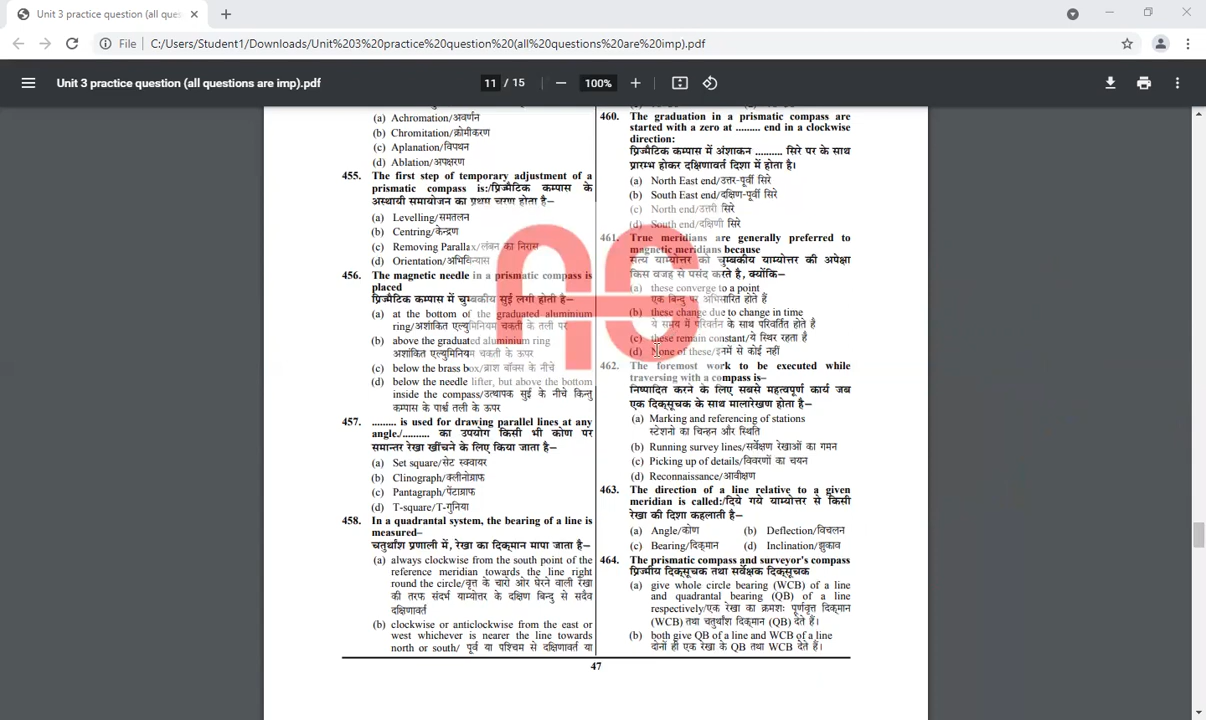 Unit 3 practice question (all ques
File
C:/Users/Student1/Downloads/Unit%203%20practice%20question%20(all%20questions%20are%20imp).pdf
Unit 3 practice question (all questions are imp).pdf
11 / 15
100%
(a) Achromation/अवर्णन
(b) Chromitation/क्रोमीकरण
(c) Aplanation/विपथन
(d) Ablation/अपक्षरण
455. The first step of temporary adjustment of a
prismatic compass is:/प्रिज्मैटिक कम्पास के
अस्थायी समायोजन का प्रथम चरण होता है–
(a) Levelling/समतलन
(b) Centring/केन्द्रण
(c) Removing Parallax/लंबन का निरास
(d) Orientation/अभिविन्यास
456. The magnetic needle in a prismatic compass is
placed
प्रिज्मैटिक कम्पास में चुम्बकीय सुई लगी होती है–
(a) at the bottom of the graduated aluminium
ring/अशांकित एल्युमिनियम चकती के तली पर
(b) above the graduated aluminium ring
अशांकित एल्युमिनियम चकती के ऊपर
(c) below the brass box/ब्राश बॉक्स के नीचे
(d) below the needle lifter, but above the bottom
inside the compass/उत्थापक सुई के नीचे किन्तु
कम्पास के पार्श्व तली के ऊपर
457. ......... is used for drawing parallel lines at any
angle./.......... का उपयोग किसी भी कोण पर
समान्तर रेखा खींचने के लिए किया जाता है–
(a) Set square/सेट स्क्वायर
(b) Clinograph/क्लीनोग्राफ
(c) Pantagraph/पेंटाग्राफ
(d) T-square/T-गुनिया
458. In a quadrantal system, the bearing of a line is
measured–
चतुर्थांश प्रणाली में, रेखा का दिक्मान मापा जाता है–
(a) always clockwise from the south point of the
reference meridian towards the line right
round the circle/वृत्त के चारो ओर घेरने वाली रेखा
की तरफ संदर्भ याम्योत्तर के दक्षिण बिन्दु से सदैव
दक्षिणावर्त
(b) clockwise or anticlockwise from the east or
west whichever is nearer the line towards
north or south/ पूर्व या पश्चिम से दक्षिणावर्त या
460. The graduation in a prismatic compass are
started with a zero at ......... end in a clockwise
direction:
प्रिज्मैटिक कम्पास में अंशाकन .......... सिरे पर के साथ
प्रारम्भ होकर दक्षिणावर्त दिशा में होता है।
(a) North East end/उत्तर-पूर्वी सिरे
(b) South East end/दक्षिण-पूर्वी सिरे
(c) North end/उत्तरी सिरे
(d) South end/दक्षिणी सिरे
461. True meridians are generally preferred to
magnetic meridians because
सत्य याम्योत्तर को चुम्बकीय याम्योत्तर की अपेक्षा
किस वजह से पसंद करते है, क्योंकि–
(a) these converge to a point
एक बिन्दु पर अभिसारित होते हैं
(b) these change due to change in time
ये समय में परिवर्तन के साथ परिवर्तित होते है
(c) these remain constant/ये स्थिर रहता है
(d) None of these/इनमें से कोई नहीं
462. The foremost work to be executed while
traversing with a compass is–
निष्पादित करने के लिए सबसे महत्वपूर्ण कार्य जब
एक दिक्सूचक के साथ मालारेखण होता है–
(a) Marking and referencing of stations
स्टेशनो का चिन्हन और स्थिति
(b) Running survey lines/सर्वेक्षण रेखाओं का गमन
(c) Picking up of details/विवरणों का चयन
(d) Reconnaissance/आवीक्षण
463. The direction of a line relative to a given
meridian is called:/दिये गये याम्योत्तर से किसी
रेखा की दिशा कहलाती है–
(a) Angle/कोण (b) Deflection/विचलन
(c) Bearing/दिक्मान (d) Inclination/झुकाव
464. The prismatic compass and surveyor's compass
प्रिज्मीय दिक्सूचक तथा सर्वेक्षक दिक्सूचक
(a) give whole circle bearing (WCB) of a line
and quadrantal bearing (QB) of a line
respectively/एक रेखा का क्रमशः पूर्णवृत्त दिक्मान
(WCB) तथा चतुर्थांश दिक्मान (QB) देते हैं।
(b) both give QB of a line and WCB of a line
दोनों ही एक रेखा के QB तथा WCB देते हैं।
47